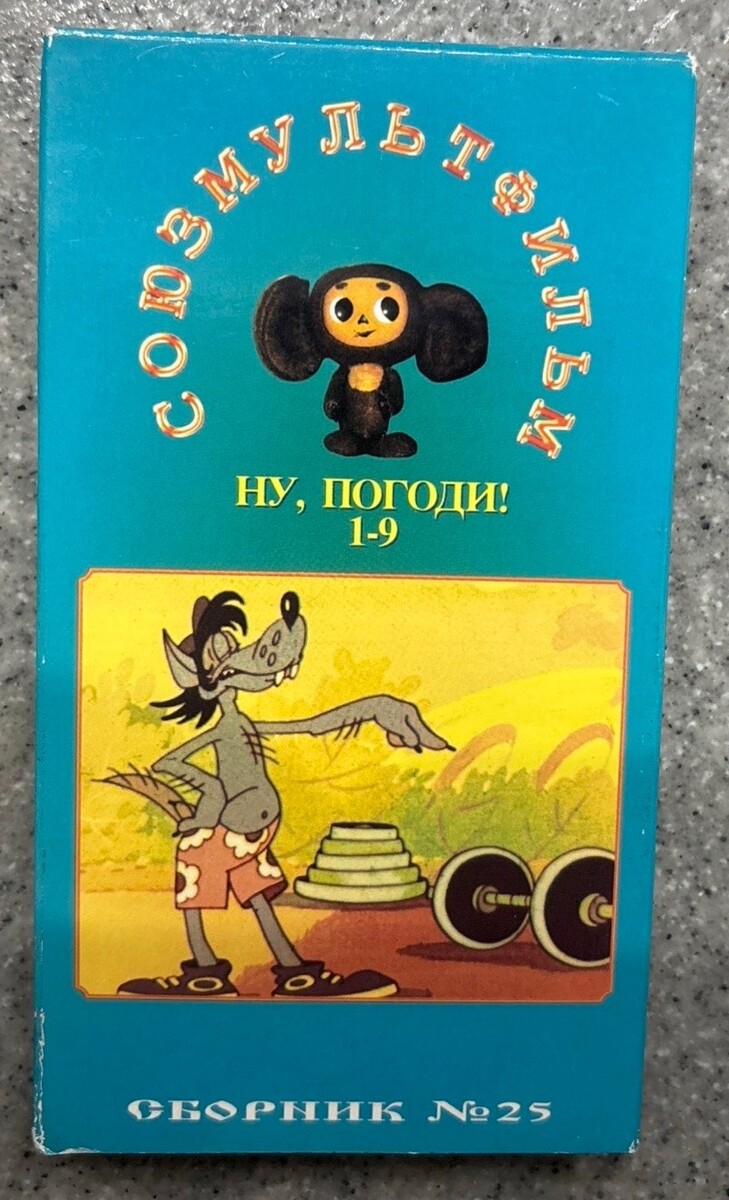 СОЮЗМУЛЬТФИЛЬМ
НУ, ПОГОДИ!
1-9
СБОРНИК №25